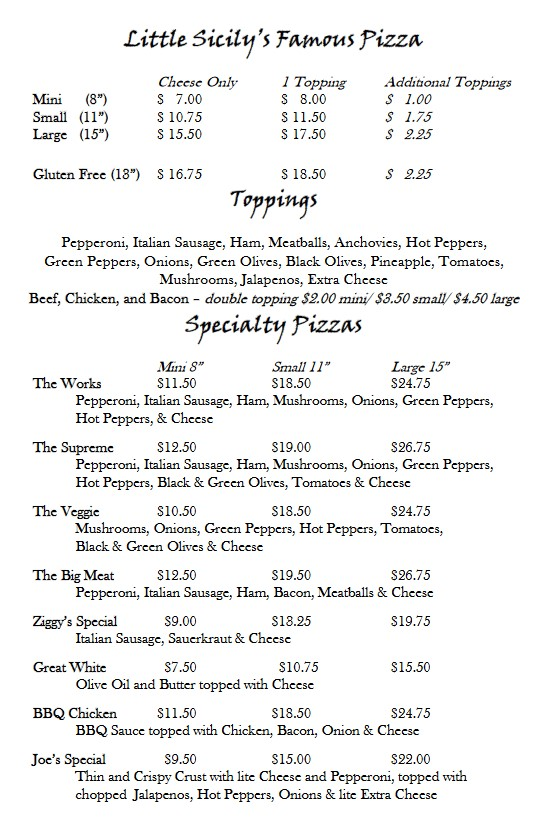 Little Sicily's Famous Pizza
Cheese Only 1 Topping Additional Toppings
Mini (8") $ 7.00 $ 8.00 $ 1.00
Small (11") $ 10.75 $ 11.50 $ 1.75
Large (15") $ 15.50 $ 17.50 $ 2.25
Gluten Free (18") $ 16.75 $ 18.50 $ 2.25
Toppings
Pepperoni, Italian Sausage, Ham, Meatballs, Anchovies, Hot Peppers,
Green Peppers, Onions, Green Olives, Black Olives, Pineapple, Tomatoes,
Mushrooms, Jalapenos, Extra Cheese
Beef, Chicken, and Bacon – double topping $2.00 mini/ $3.50 small/ $4.50 large
Specialty Pizzas
Mini 8" Small 11" Large 15"
The Works $11.50 $18.50 $24.75
Pepperoni, Italian Sausage, Ham, Mushrooms, Onions, Green Peppers,
Hot Peppers, & Cheese
The Supreme $12.50 $19.00 $26.75
Pepperoni, Italian Sausage, Ham, Mushrooms, Onions, Green Peppers,
Hot Peppers, Black & Green Olives, Tomatoes & Cheese
The Veggie $10.50 $18.50 $24.75
Mushrooms, Onions, Green Peppers, Hot Peppers, Tomatoes,
Black & Green Olives & Cheese
The Big Meat $12.50 $19.50 $26.75
Pepperoni, Italian Sausage, Ham, Bacon, Meatballs & Cheese
Ziggy's Special $9.00 $18.25 $19.75
Italian Sausage, Sauerkraut & Cheese
Great White $7.50 $10.75 $15.50
Olive Oil and Butter topped with Cheese
BBQ Chicken $11.50 $18.50 $24.75
BBQ Sauce topped with Chicken, Bacon, Onion & Cheese
Joe's Special $9.50 $15.00 $22.00
Thin and Crispy Crust with lite Cheese and Pepperoni, topped with
chopped Jalapenos, Hot Peppers, Onions & lite Extra Cheese